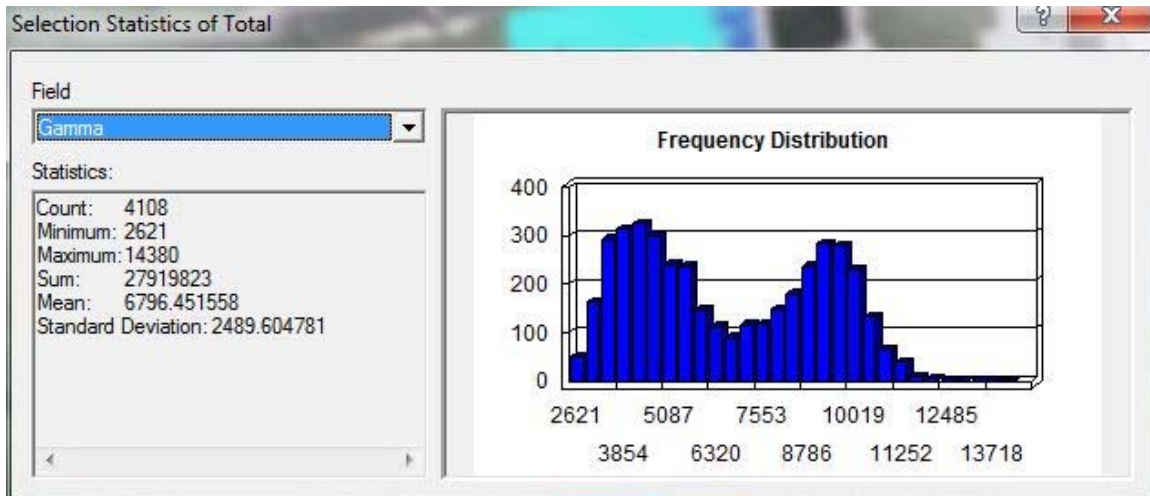 Selection Statistics of Total
?
X
Field
Gamma
Statistics:
Count: 4108
Minimum: 2621
Maximum: 14380
Sum: 27919823
Mean: 6796.451558
Standard Deviation: 2489.604781
Frequency Distribution
400
300
200
100
0
2621 5087 7553 10019 12485
3854 6320 8786 11252 13718